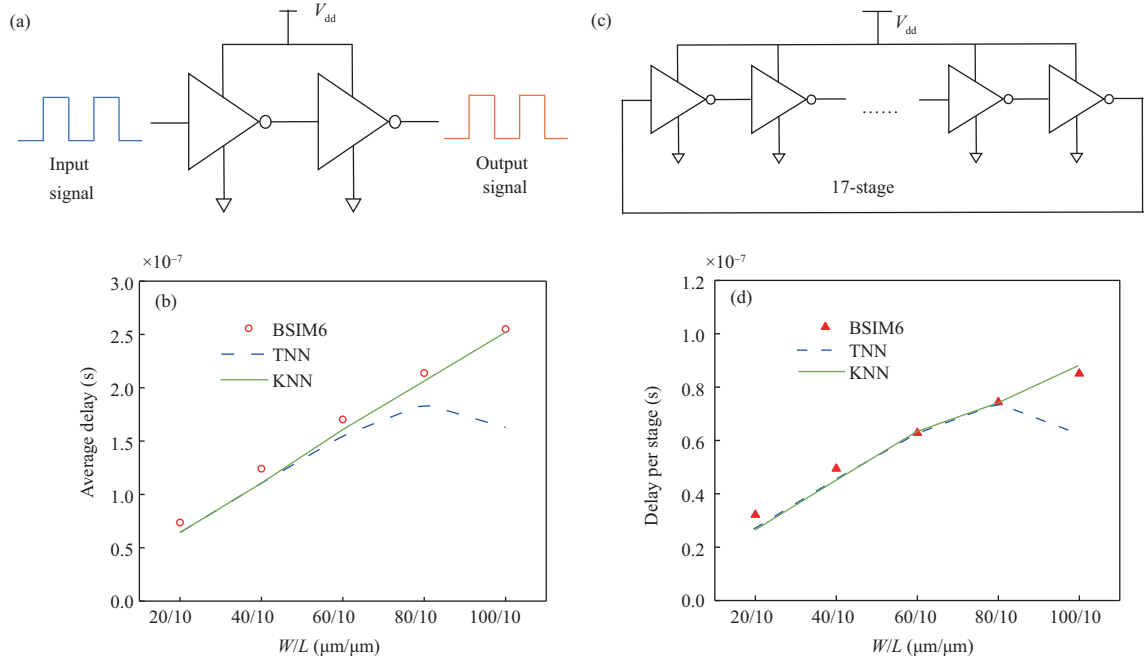 (a)
V_dd
Input
signal
Output
signal
(c)
V_dd
......
17-stage
×10⁻⁷
3.0
2.5
2.0
1.5
1.0
0.5
0.0
Average delay (s)
(b)
BSIM6
TNN
KNN
20/10 40/10 60/10 80/10 100/10
W/L (μm/μm)
×10⁻⁷
1.2
1.0
0.8
0.6
0.4
0.2
0.0
Delay per stage (s)
(d)
BSIM6
TNN
KNN
20/10 40/10 60/10 80/10 100/10
W/L (μm/μm)